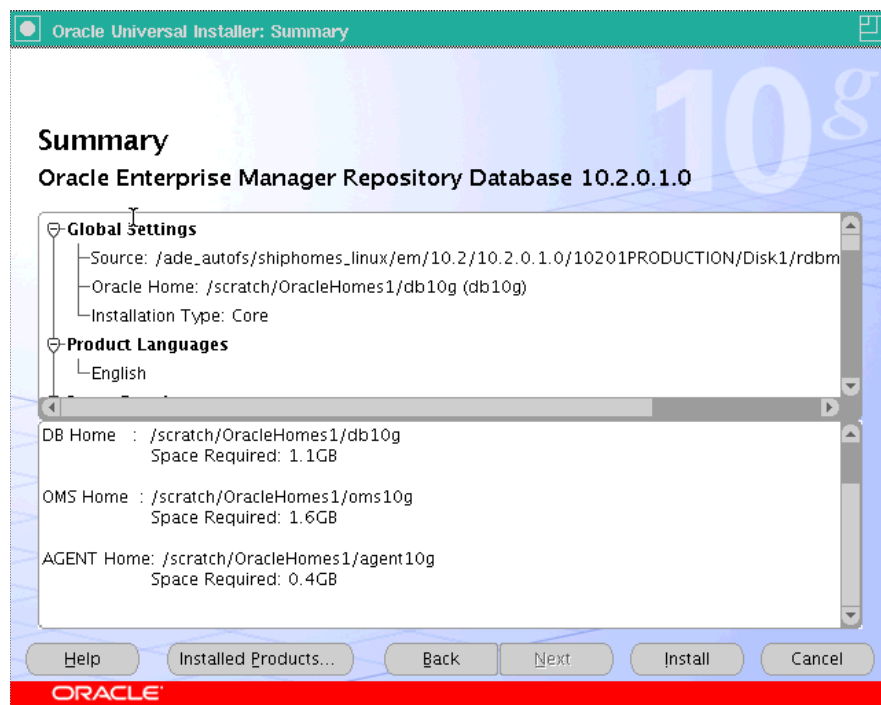 Oracle Universal Installer: Summary
10g
Summary
Oracle Enterprise Manager Repository Database 10.2.0.1.0
Global Settings
Source: /ade_autofs/shiphomes_linux/em/10.2/10.2.0.1.0/10201PRODUCTION/Disk1/rdbm
Oracle Home: /scratch/OracleHomes1/db10g (db10g)
Installation Type: Core
Product Languages
English
DB Home : /scratch/OracleHomes1/db10g
Space Required: 1.1GB
OMS Home : /scratch/OracleHomes1/oms10g
Space Required: 1.6GB
AGENT Home: /scratch/OracleHomes1/agent10g
Space Required: 0.4GB
Help Installed Products... Back Next Install Cancel
ORACLE